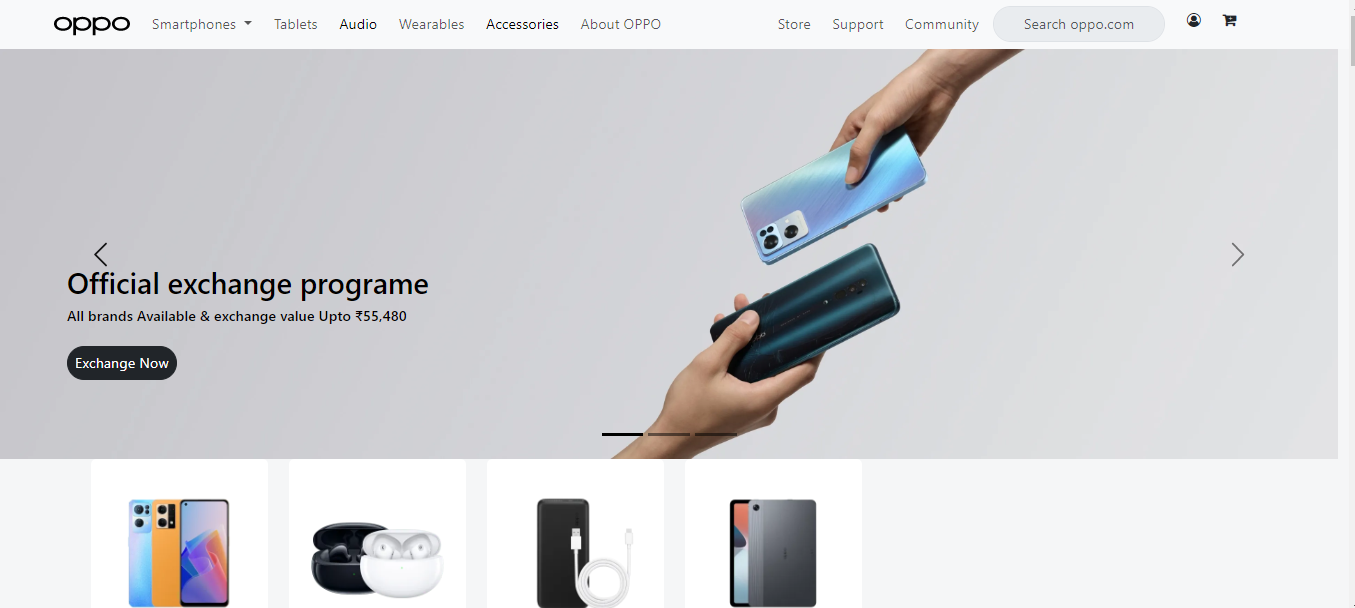 oppo Smartphones Tablets Audio Wearables Accessories About OPPO Store Support Community Search oppo.com
Official exchange programe
All brands Available & exchange value Upto ₹55,480
Exchange Now